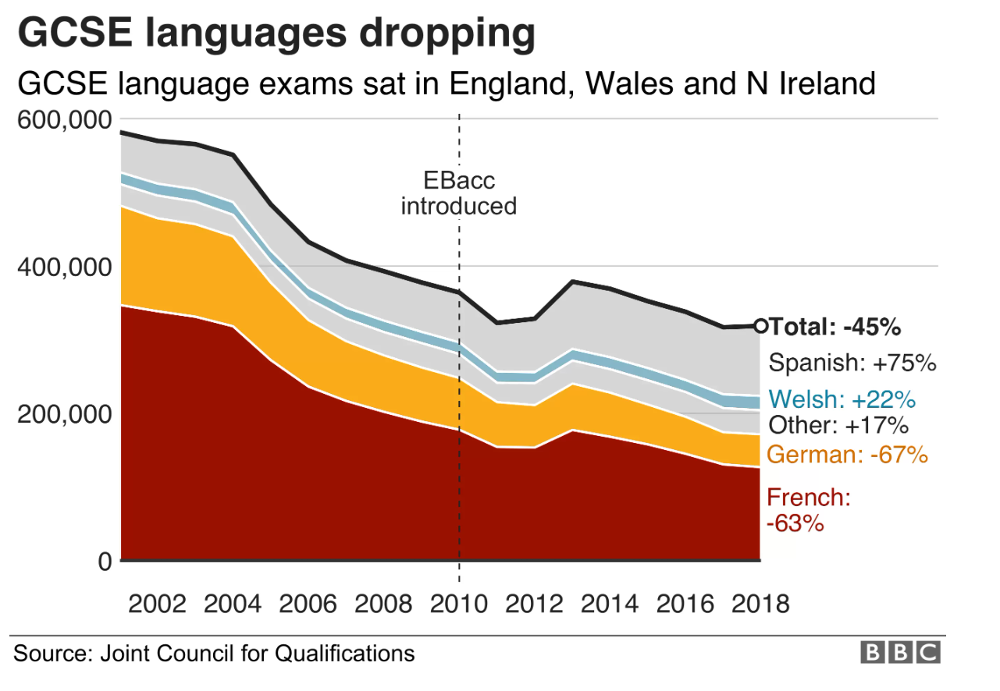 GCSE languages dropping
GCSE language exams sat in England, Wales and N Ireland
600,000
400,000
200,000
0
EBacc
introduced
Total: -45%
Spanish: +75%
Welsh: +22%
Other: +17%
German: -67%
French:
-63%
2002 2004 2006 2008 2010 2012 2014 2016 2018
Source: Joint Council for Qualifications
BBC